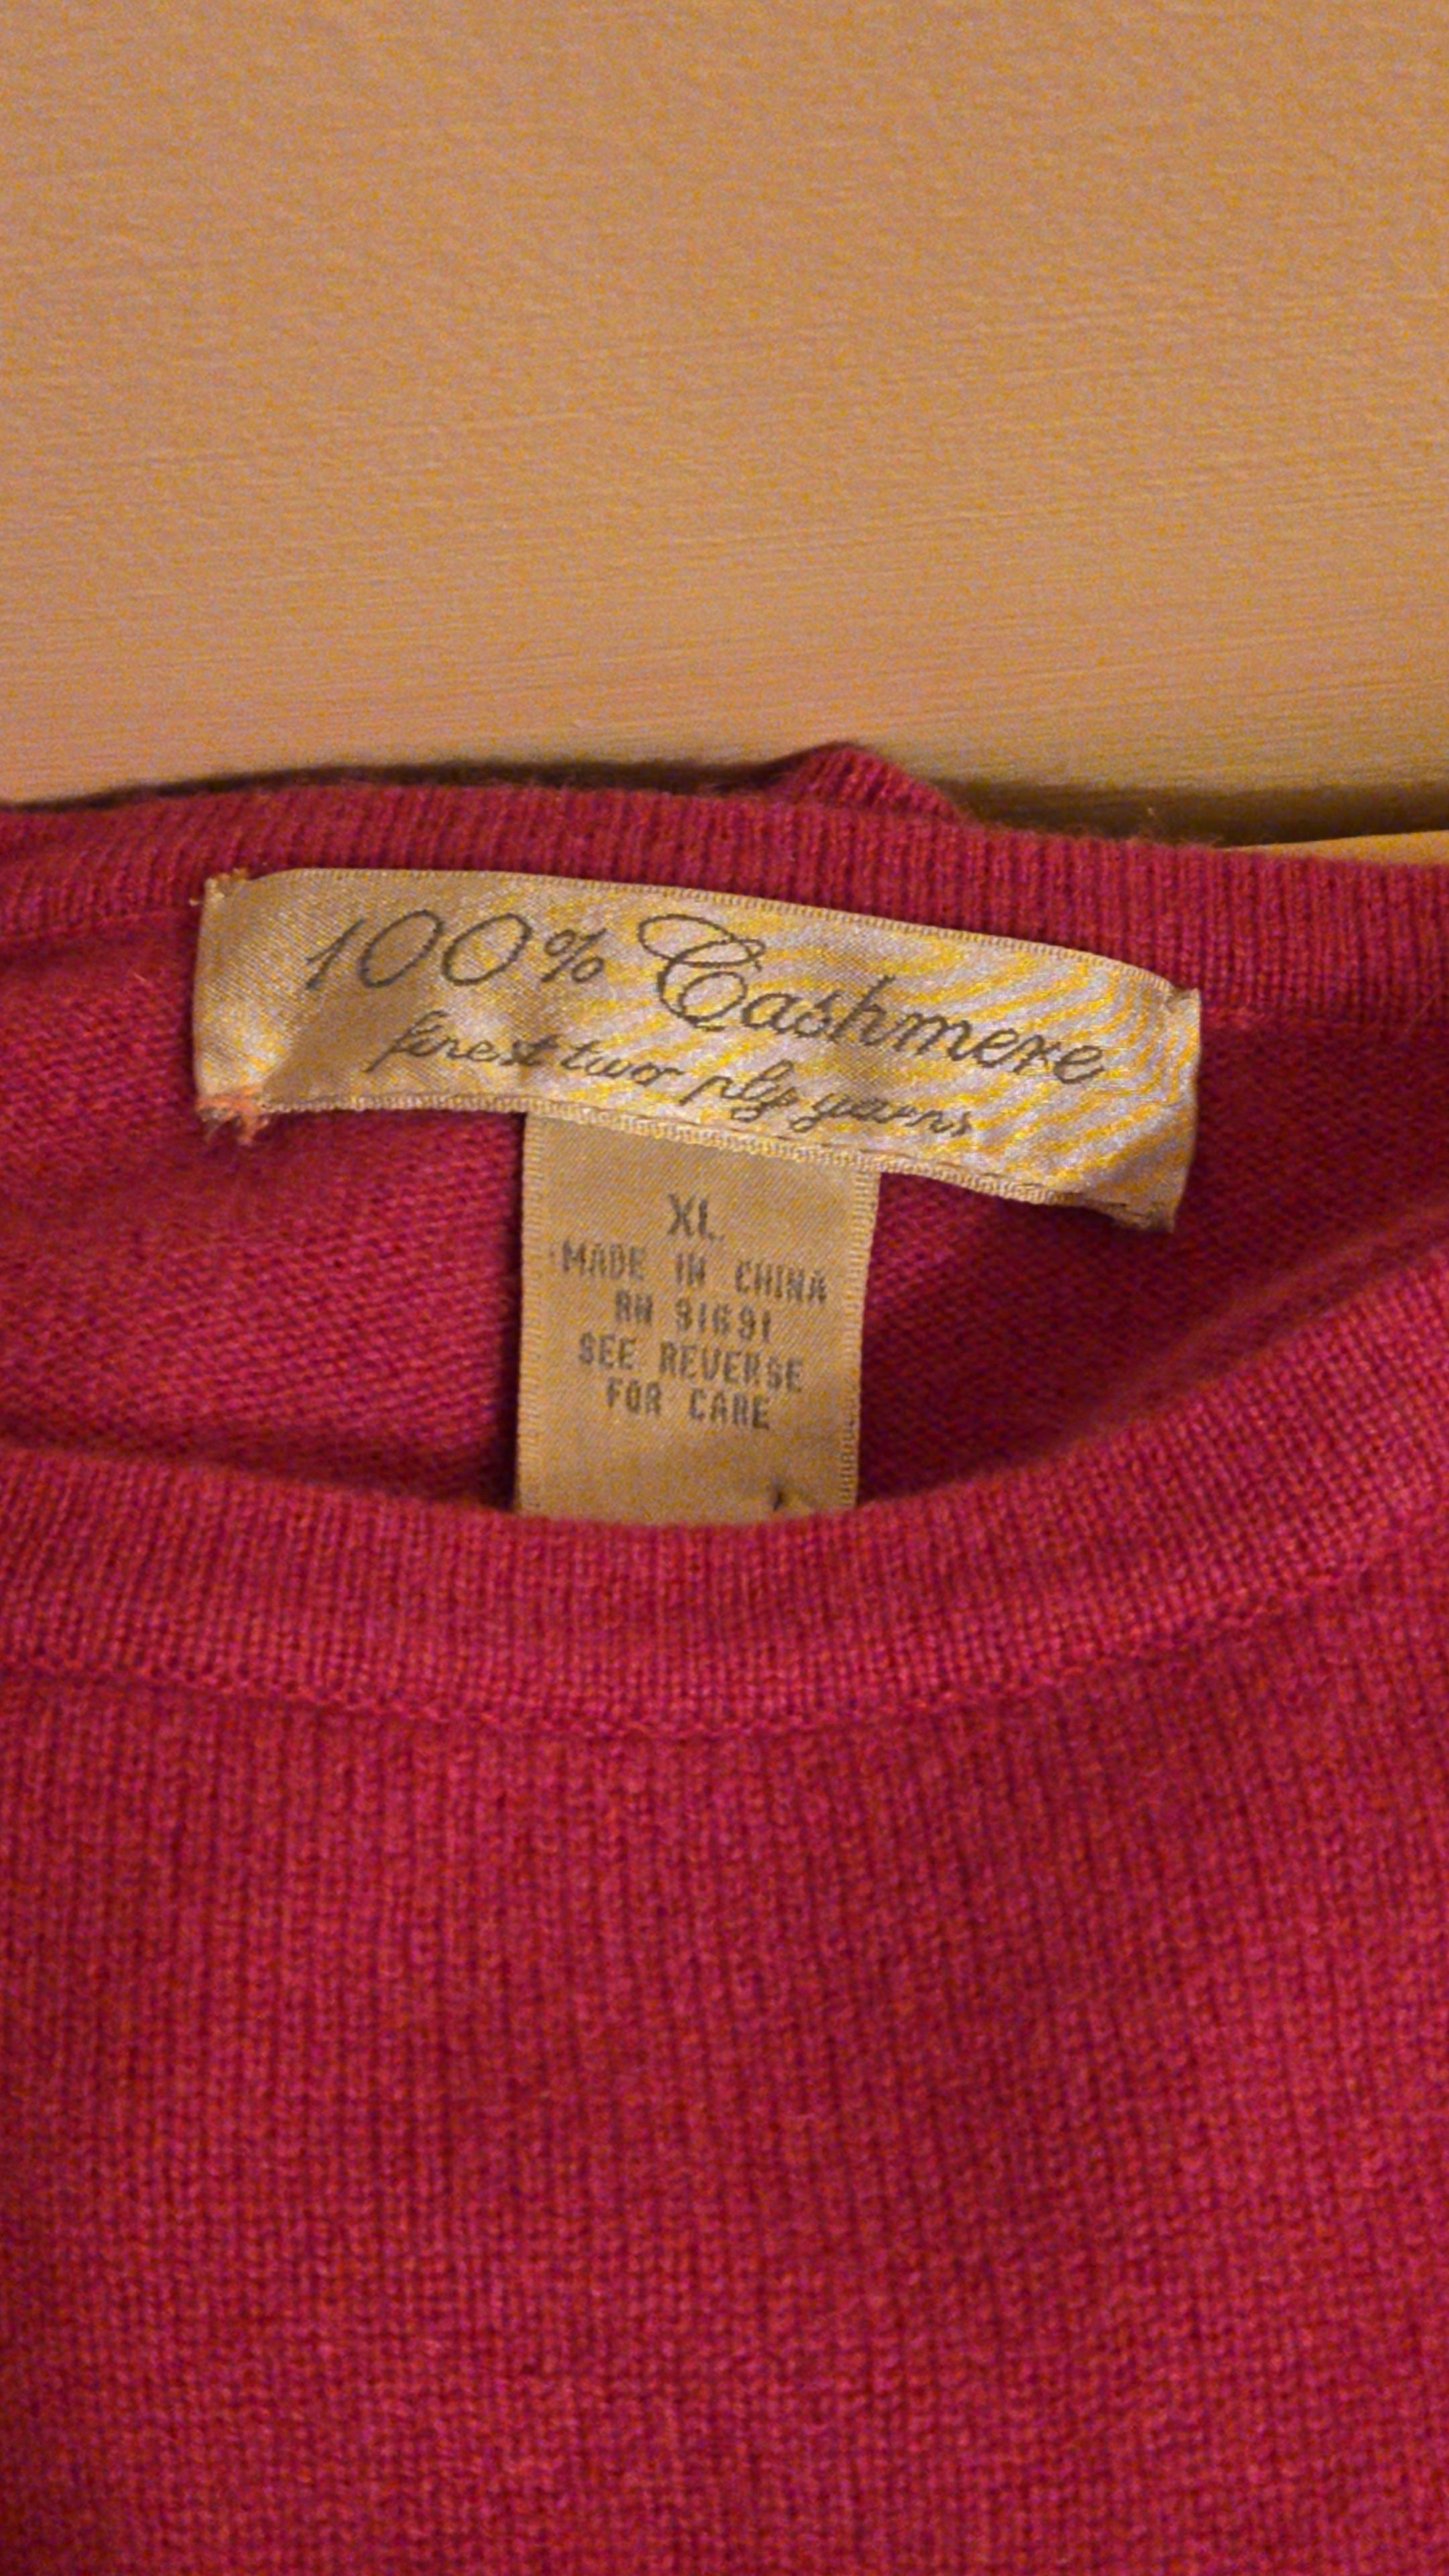 100% Cashmere
finest two ply yarns
XL
MADE IN CHINA
RN 91691
SEE REVERSE
FOR CARE